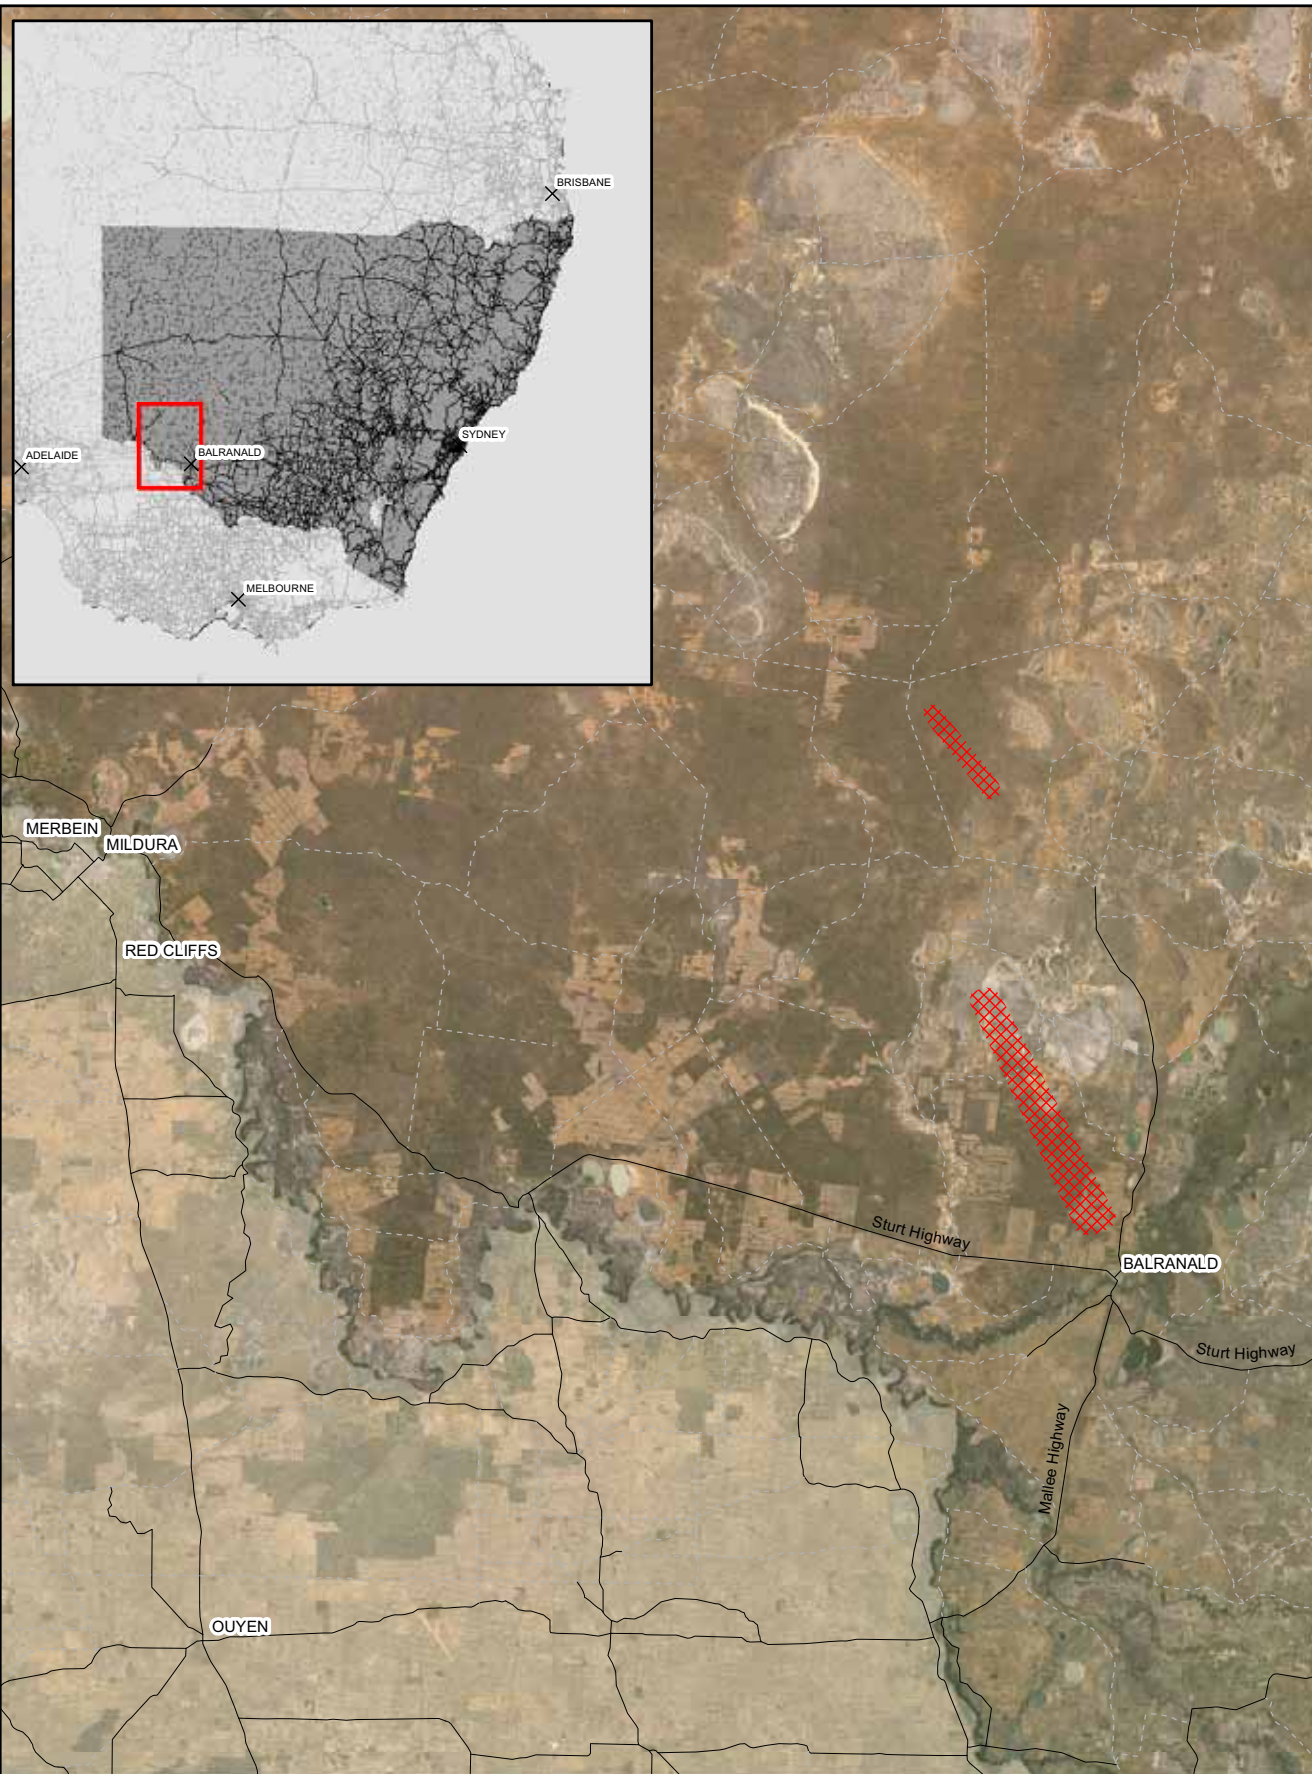 BRISBANE
SYDNEY
ADELAIDE
BALRANALD
MELBOURNE
MERBEIN
MILDURA
RED CLIFFS
Sturt Highway
BALRANALD
Sturt Highway
Mallee Highway
OUYEN